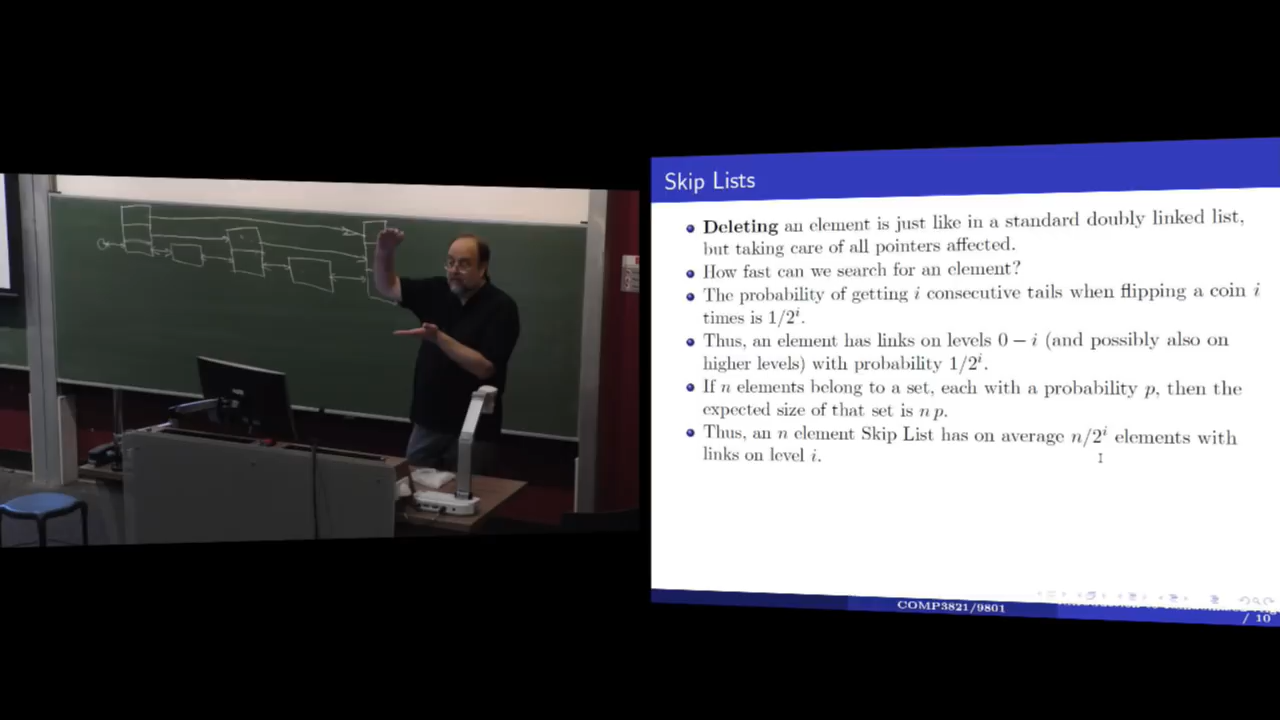 Skip Lists
Deleting an element is just like in a standard doubly linked list,
but taking care of all pointers affected.
How fast can we search for an element?
The probability of getting i consecutive tails when flipping a coin i
times is 1/2^i.
Thus, an element has links on levels 0 − i (and possibly also on
higher levels) with probability 1/2^i.
If n elements belong to a set, each with a probability p, then the
expected size of that set is n p.
Thus, an n element Skip List has on average n/2^i elements with
links on level i.
COMP3821/9801
/ 10